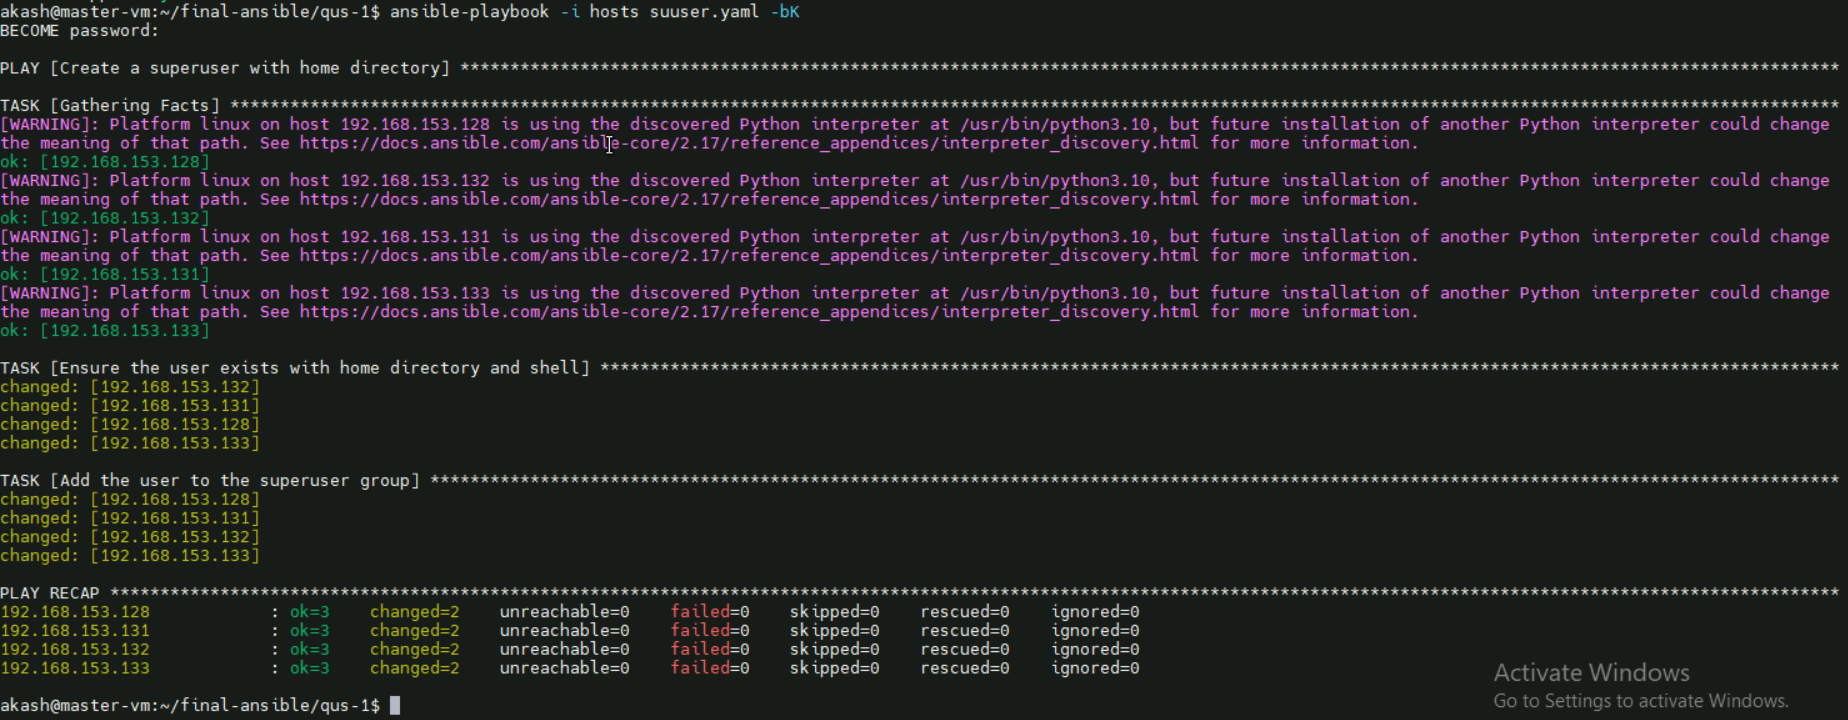 akash@master-vm:~/final-ansible/qus-1$ ansible-playbook -i hosts suuser.yaml -bK
BECOME password:
PLAY [Create a superuser with home directory] ******************************************************************************************************************************************
TASK [Gathering Facts] *****************************************************************************************************************************************************************
[WARNING]: Platform linux on host 192.168.153.128 is using the discovered Python interpreter at /usr/bin/python3.10, but future installation of another Python interpreter could change
the meaning of that path. See https://docs.ansible.com/ansible-core/2.17/reference_appendices/interpreter_discovery.html for more information.
ok: [192.168.153.128]
[WARNING]: Platform linux on host 192.168.153.132 is using the discovered Python interpreter at /usr/bin/python3.10, but future installation of another Python interpreter could change
the meaning of that path. See https://docs.ansible.com/ansible-core/2.17/reference_appendices/interpreter_discovery.html for more information.
ok: [192.168.153.132]
[WARNING]: Platform linux on host 192.168.153.131 is using the discovered Python interpreter at /usr/bin/python3.10, but future installation of another Python interpreter could change
the meaning of that path. See https://docs.ansible.com/ansible-core/2.17/reference_appendices/interpreter_discovery.html for more information.
ok: [192.168.153.131]
[WARNING]: Platform linux on host 192.168.153.133 is using the discovered Python interpreter at /usr/bin/python3.10, but future installation of another Python interpreter could change
the meaning of that path. See https://docs.ansible.com/ansible-core/2.17/reference_appendices/interpreter_discovery.html for more information.
ok: [192.168.153.133]
TASK [Ensure the user exists with home directory and shell] ****************************************************************************************************************************
changed: [192.168.153.132]
changed: [192.168.153.131]
changed: [192.168.153.128]
changed: [192.168.153.133]
TASK [Add the user to the superuser group] *********************************************************************************************************************************************
changed: [192.168.153.128]
changed: [192.168.153.131]
changed: [192.168.153.132]
changed: [192.168.153.133]
PLAY RECAP *****************************************************************************************************************************************************************************
192.168.153.128            : ok=3    changed=2    unreachable=0    failed=0    skipped=0    rescued=0    ignored=0
192.168.153.131            : ok=3    changed=2    unreachable=0    failed=0    skipped=0    rescued=0    ignored=0
192.168.153.132            : ok=3    changed=2    unreachable=0    failed=0    skipped=0    rescued=0    ignored=0
192.168.153.133            : ok=3    changed=2    unreachable=0    failed=0    skipped=0    rescued=0    ignored=0
akash@master-vm:~/final-ansible/qus-1$
Activate Windows
Go to Settings to activate Windows.